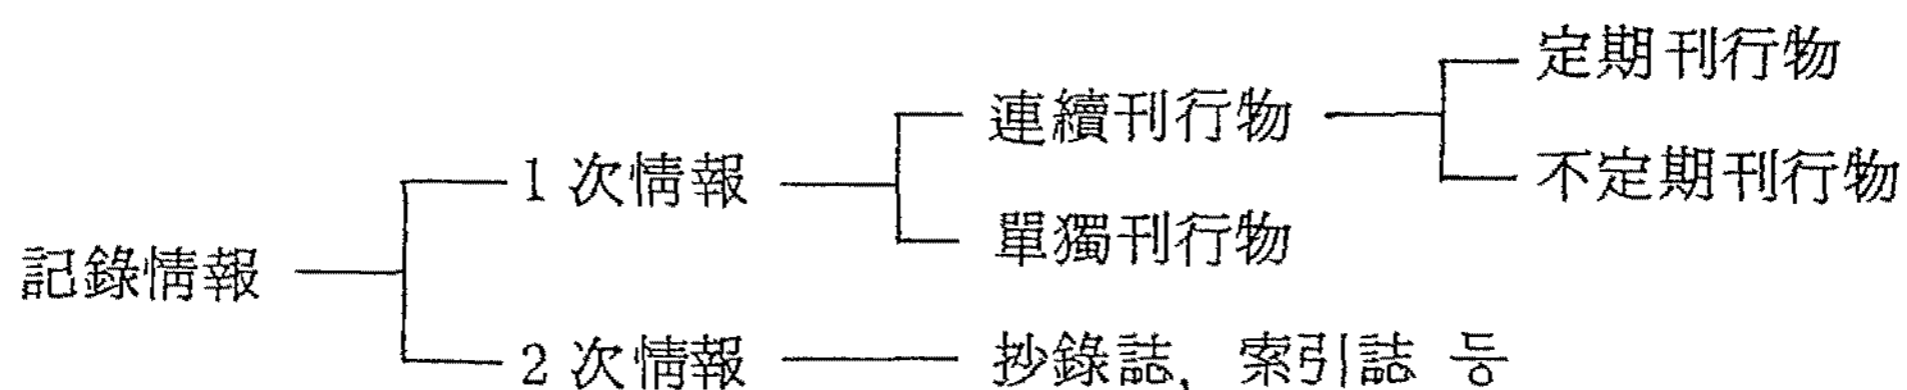 定期刊行物
連續刊行物
不定期刊行物
1 次情報
單獨刊行物
記錄情報
2 次情報
抄錄誌, 索引誌 등